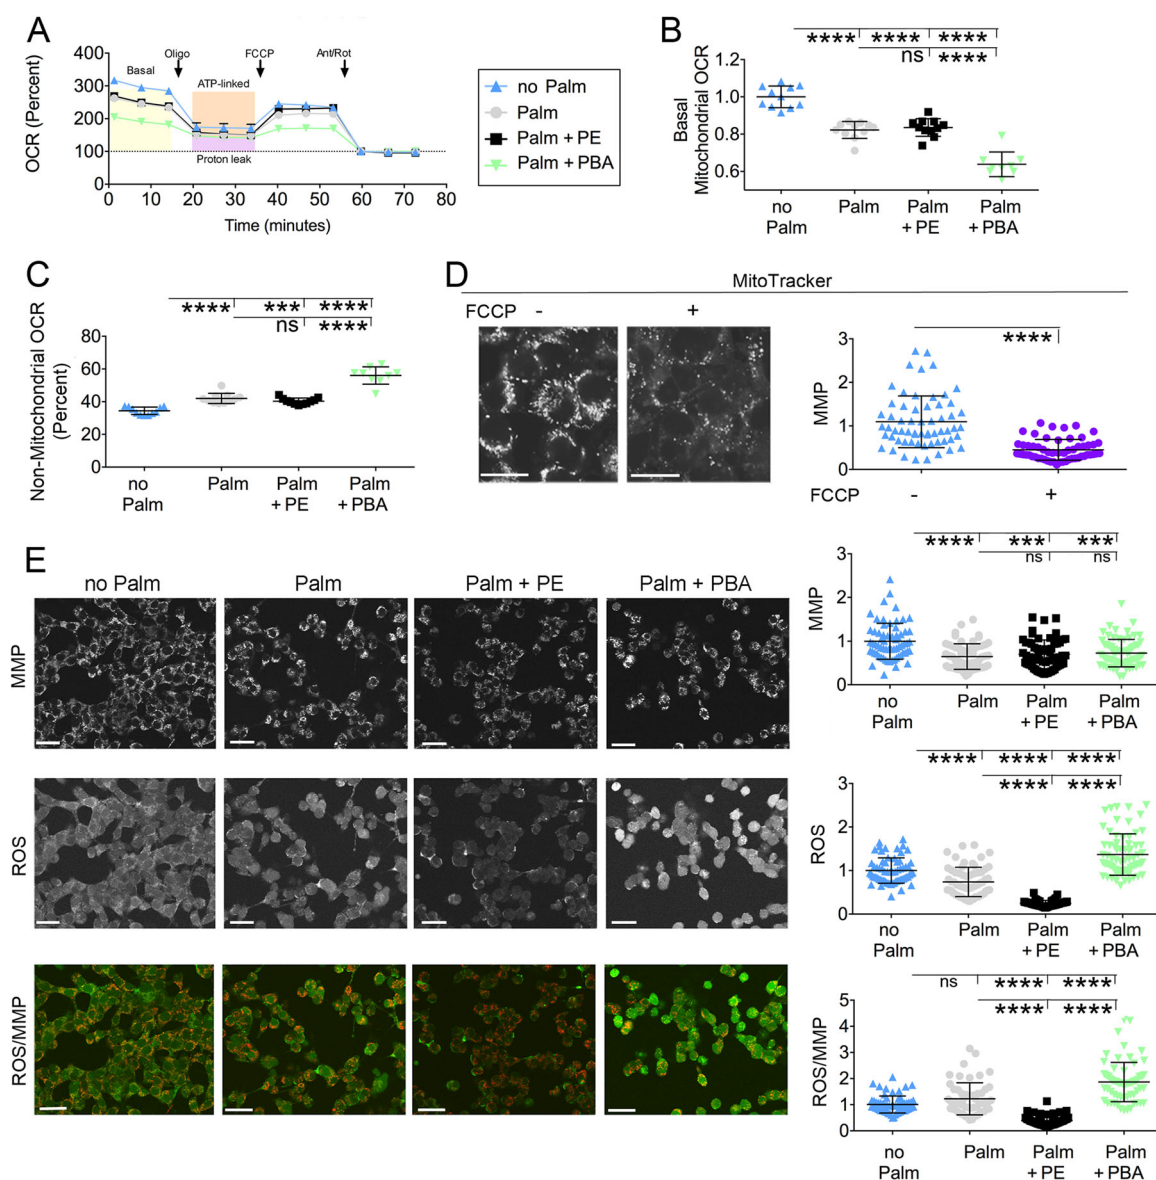 A
Oligo
FCCP
Ant/Rot
400
300
200
100
0
Basal
ATP-linked
Proton leak
OCR (Percent)
0 10 20 30 40 50 60 70 80
Time (minutes)
no Palm
Palm
Palm + PE
Palm + PBA
B
**** **** ****
ns ****
1.0
0.8
0.6
Basal
Mitochondrial OCR
no Palm Palm Palm
Palm + PE + PBA
C
**** *** ****
ns ****
80
60
40
20
0
Non-Mitochondrial OCR
(Percent)
no Palm Palm Palm
Palm + PE + PBA
D
MitoTracker
FCCP - +
****
3
2
1
0
MMP
FCCP - +
E
no Palm Palm Palm + PE Palm + PBA
MMP
ROS
ROS/MMP
**** *** ***
ns ns
3
2
1
0
MMP
no Palm Palm Palm
Palm + PE + PBA
**** **** ****
**** ****
3
2
1
0
ROS
no Palm Palm Palm
Palm + PE + PBA
ns **** ****
**** ****
5
4
3
2
1
0
ROS/MMP
no Palm Palm Palm
Palm + PE + PBA